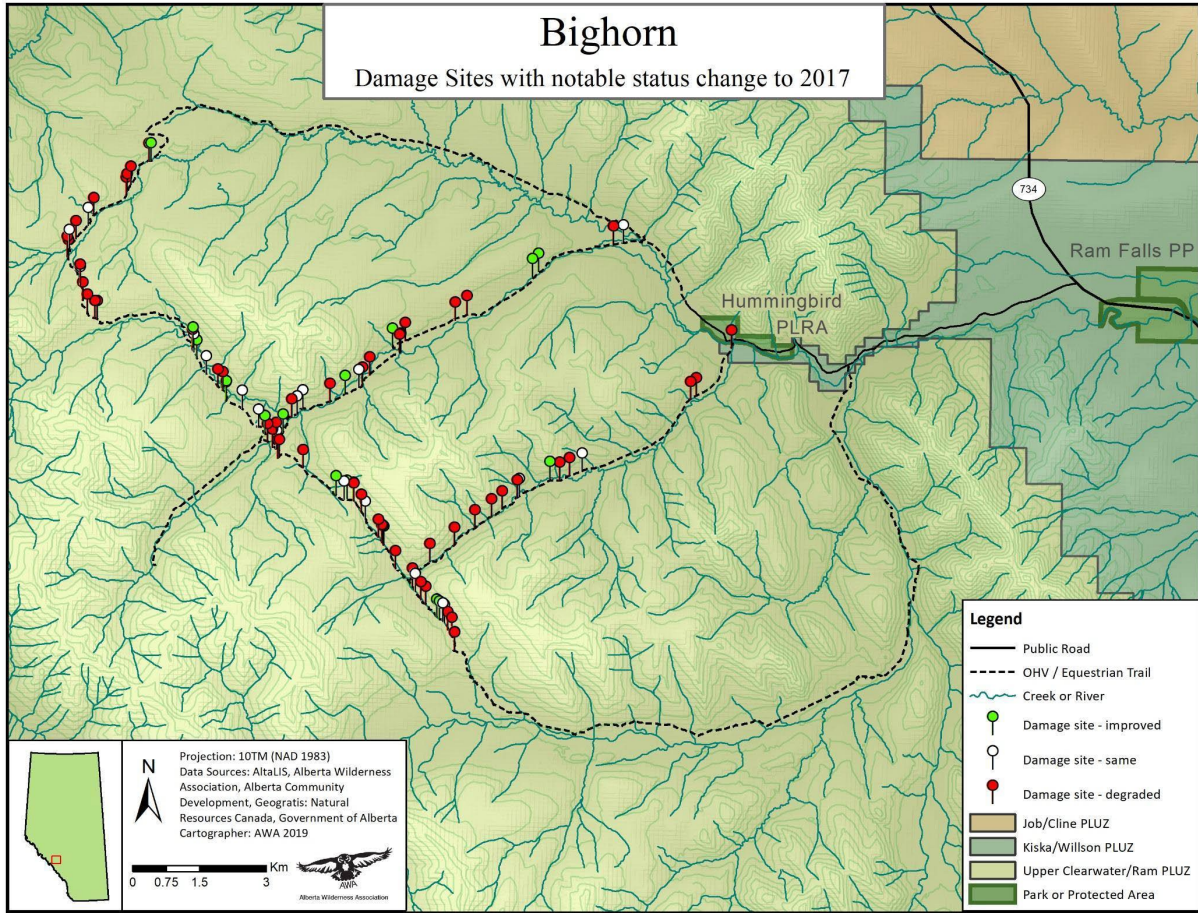 Bighorn
Damage Sites with notable status change to 2017
734
Ram Falls PP
Hummingbird
PLRA
Legend
Public Road
OHV / Equestrian Trail
Creek or River
Damage site - improved
Damage site - same
Damage site - degraded
Job/Cline PLUZ
Kiska/Willson PLUZ
Upper Clearwater/Ram PLUZ
Park or Protected Area
N
Projection: 10TM (NAD 1983)
Data Sources: AltaLIS, Alberta Wilderness
Association, Alberta Community
Development, Geogratis: Natural
Resources Canada, Government of Alberta
Cartographer: AWA 2019
Km
0 0.75 1.5 3
AWA
Alberta Wilderness Association